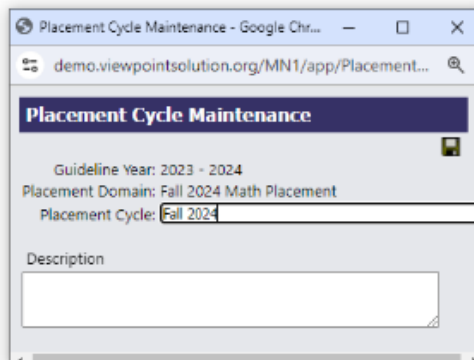 Placement Cycle Maintenance - Google Chr...
demo.viewpointsolution.org/MN1/app/Placement...
Placement Cycle Maintenance
Guideline Year: 2023 - 2024
Placement Domain: Fall 2024 Math Placement
Placement Cycle: Fall 2024
Description